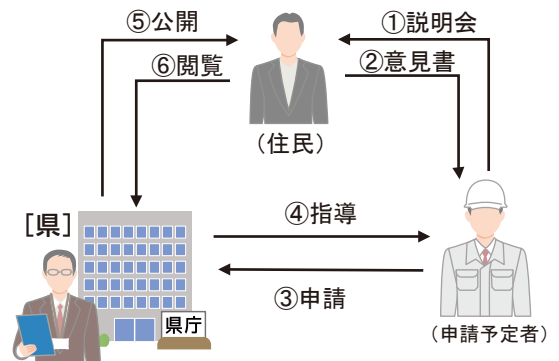 ⑤公開
①説明会
⑥閲覧
②意見書
（住民）
［県］
④指導
③申請
県庁
（申請予定者）